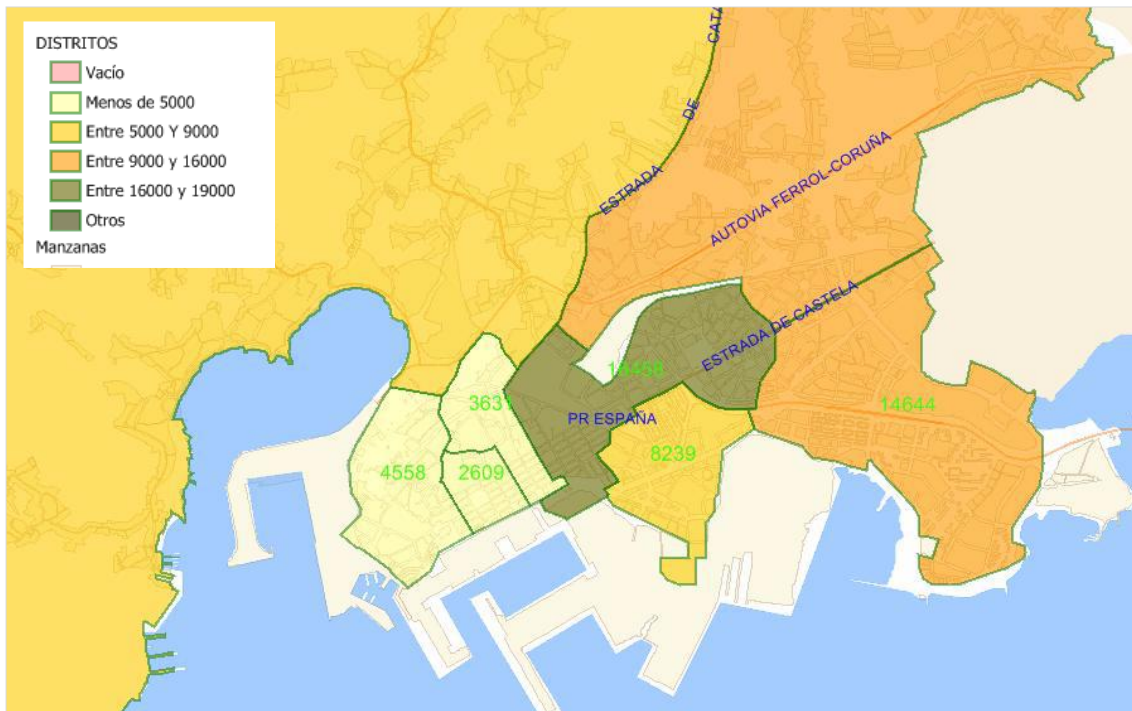 DISTRITOS
Vacío
Menos de 5000
Entre 5000 Y 9000
Entre 9000 y 16000
Entre 16000 y 19000
Otros
Manzanas
ESTRADA
DE
CATA
AUTOVIA FERROL-CORUÑA
ESTRADA DE CASTELA
3631
PR ESPAÑA
14644
4558
2609
8239